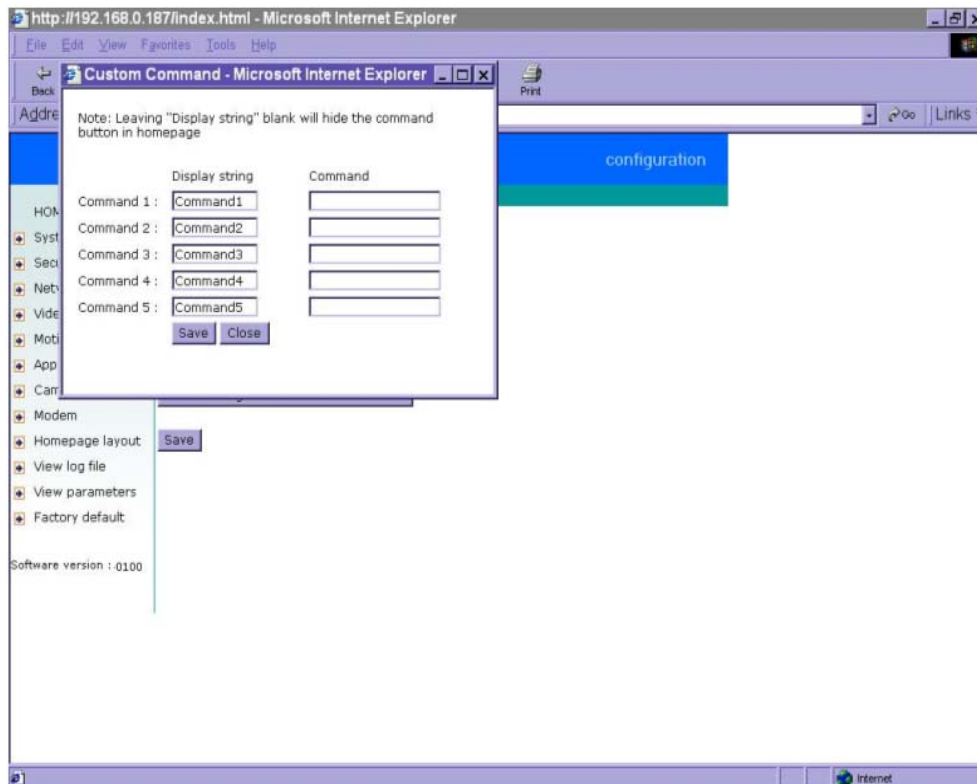 http://192.168.0.187/index.html - Microsoft Internet Explorer
File Edit View Favorites Tools Help
Back
Print
Custom Command - Microsoft Internet Explorer
Go
Links
Note: Leaving "Display string" blank will hide the command
button in homepage
Display string Command
Command 1 : Command1
Command 2 : Command2
Command 3 : Command3
Command 4 : Command4
Command 5 : Command5
Save Close
configuration
Modem
Homepage layout
Save
View log file
View parameters
Factory default
Software version : 0100
Internet